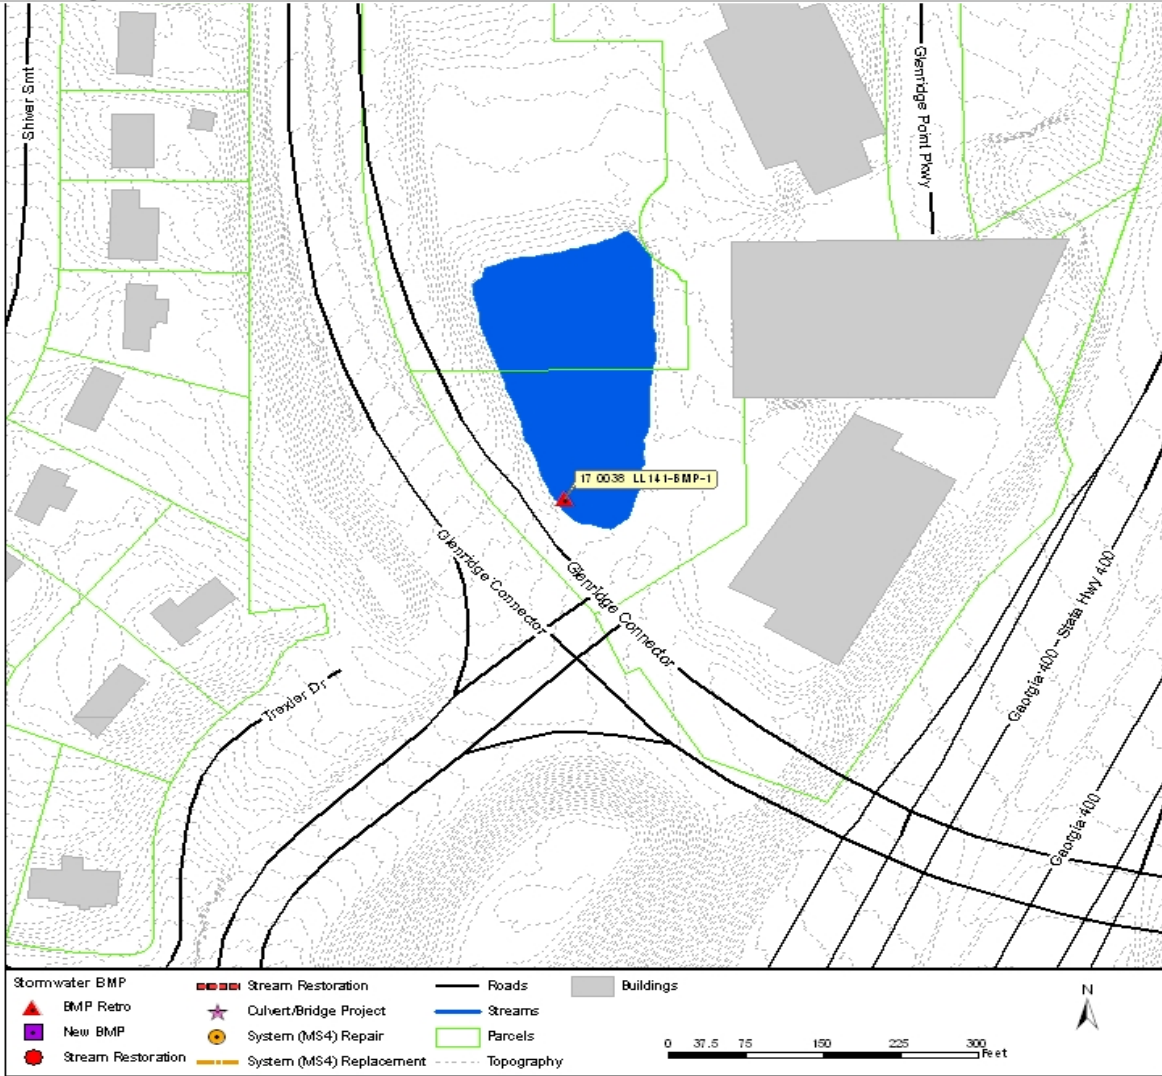 Shiver Smt
Glenridge Point Pkwy
17 0038 LL141-BMP-1
Glenridge Connector
Glenridge Connector
Trexler Dr
Georgia 400 - State Hwy 400
Georgia 400
Stormwater BMP
BMP Retro
New BMP
Stream Restoration
Stream Restoration
Culvert/Bridge Project
System (MS4) Repair
System (MS4) Replacement
Roads
Streams
Parcels
Topography
Buildings
N
0 37.5 75 150 225 300
Feet